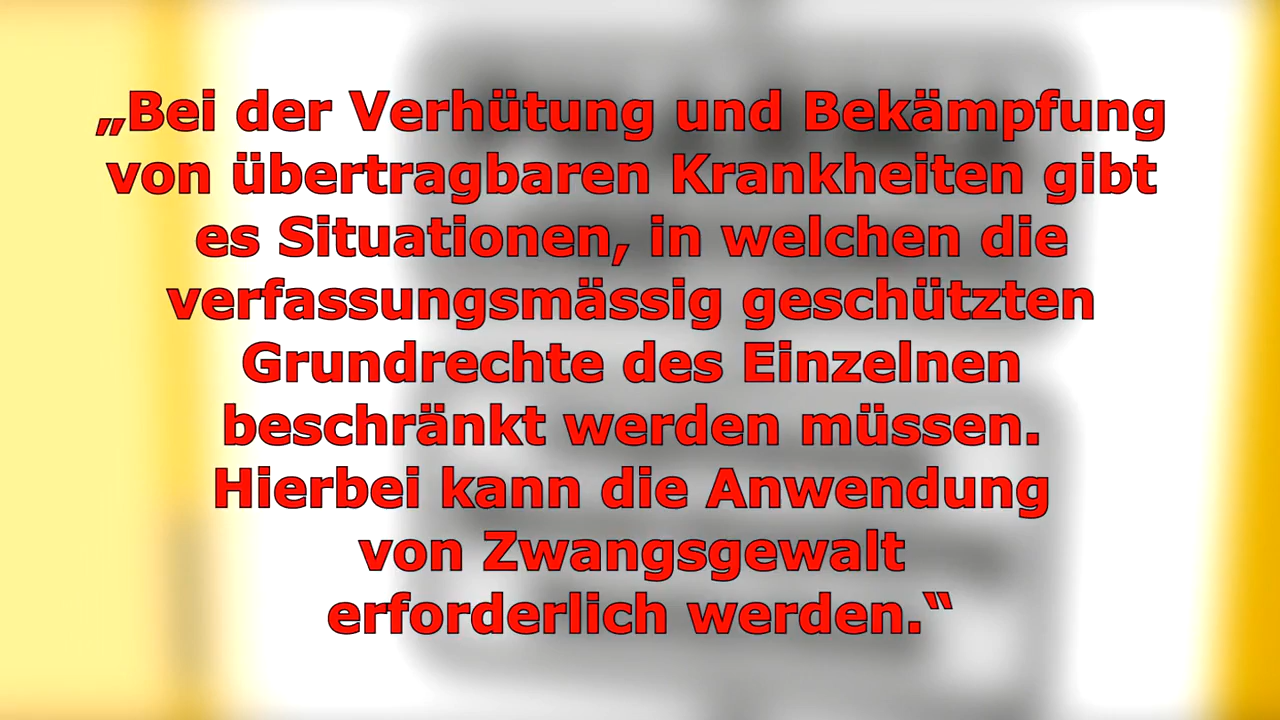 „Bei der Verhütung und Bekämpfung
von übertragbaren Krankheiten gibt
es Situationen, in welchen die
verfassungsmässig geschützten
Grundrechte des Einzelnen
beschränkt werden müssen.
Hierbei kann die Anwendung
von Zwangsgewalt
erforderlich werden.“